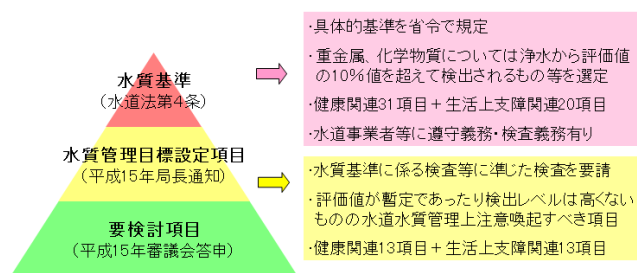 水質基準
(水道法第4条)
水質管理目標設定項目
(平成15年局長通知)
要検討項目
(平成15年審議会答申)
・具体的基準を省令で規定
・重金属、化学物質については浄水から評価値
の10%値を超えて検出されるもの等を選定
・健康関連31項目+生活上支障関連20項目
・水道事業者等に遵守義務・検査義務有り
・水質基準に係る検査等に準じた検査を要請
・評価値が暫定であったり検出レベルは高くない
ものの水道水質管理上注意喚起すべき項目
・健康関連13項目+生活上支障関連13項目